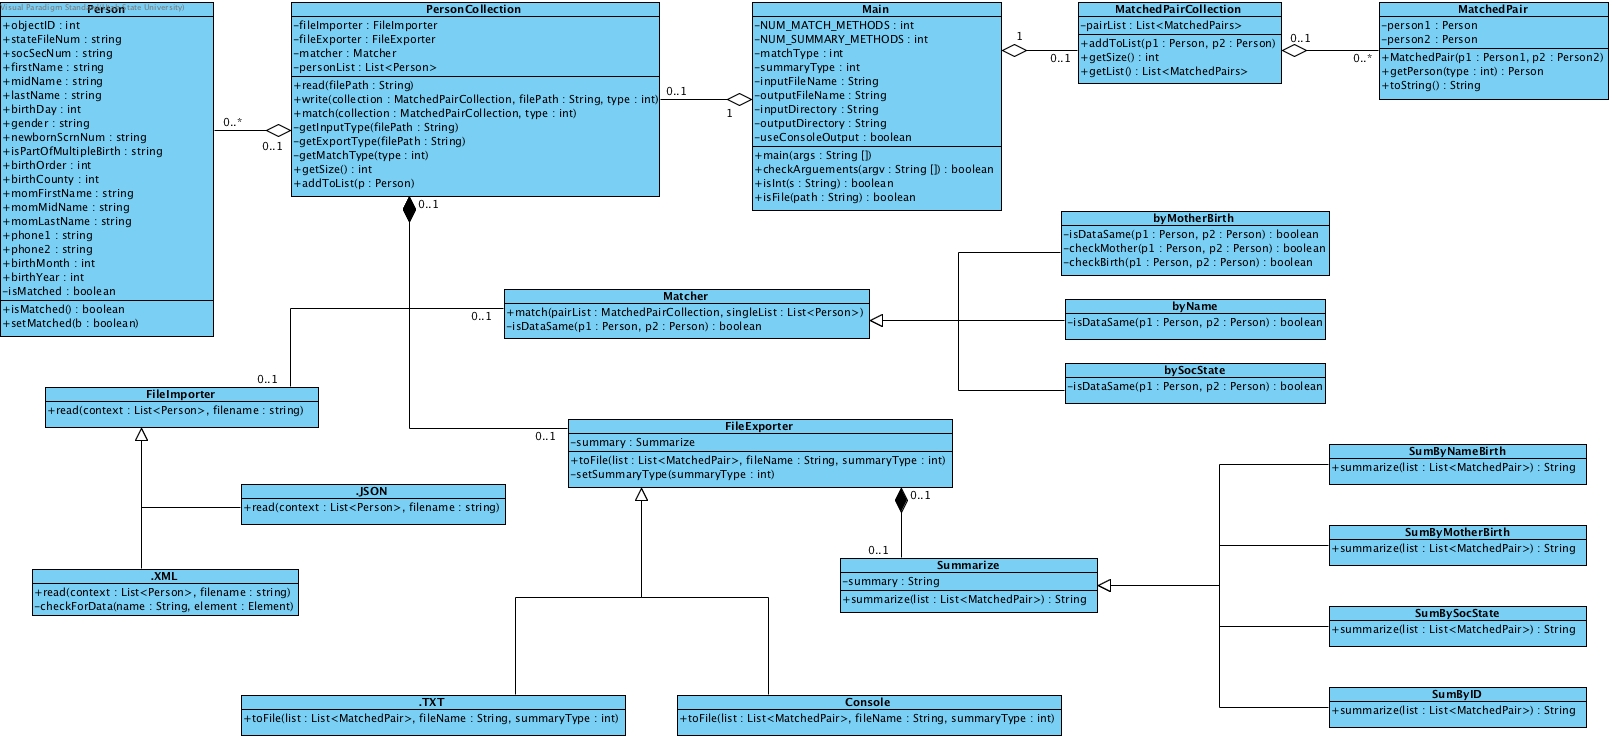 Visual Paradigm Standard
State University)
Person
+objectID : int
+stateFileNum : string
+socSecNum : string
+firstName : string
+midName : string
+lastName : string
+birthDay : int
+gender : string
+newbornScrnNum : string
+isPartOfMultipleBirth : string
+birthOrder : int
+birthCounty : int
+momFirstName : string
+momMidName : string
+momLastName : string
+phone1 : string
+phone2 : string
+birthMonth : int
+birthYear : int
-isMatched : boolean
+isMatched() : boolean
+setMatched(b : boolean)
0..*
0..1
PersonCollection
-fileImporter : FileImporter
-fileExporter : FileExporter
-matcher : Matcher
-personList : List<Person>
+read(filePath : String)
+write(collection : MatchedPairCollection, filePath : String, type : int)
+match(collection : MatchedPairCollection, type : int)
-getInputType(filePath : String)
-getExportType(filePath : String)
-getMatchType(type : int)
+getSize() : int
+addToList(p : Person)
0..1
0..1
1
Main
-NUM_MATCH_METHODS : int
-NUM_SUMMARY_METHODS : int
-matchType : int
-summaryType : int
-inputFileName : String
-outputFileName : String
-inputDirectory : String
-outputDirectory : String
-useConsoleOutput : boolean
+main(args : String [])
+checkArguements(argv : String []) : boolean
+isInt(s : String) : boolean
+isFile(path : String) : boolean
1
0..1
MatchedPairCollection
-pairList : List<MatchedPairs>
+addToList(p1 : Person, p2 : Person)
+getSize() : int
+getList() : List<MatchedPairs>
0..1
0..*
MatchedPair
-person1 : Person
-person2 : Person
+MatchedPair(p1 : Person1, p2 : Person2)
+getPerson(type : int) : Person
+toString() : String
byMotherBirth
-isDataSame(p1 : Person, p2 : Person) : boolean
-checkMother(p1 : Person, p2 : Person) : boolean
-checkBirth(p1 : Person, p2 : Person) : boolean
Matcher
+match(pairList : MatchedPairCollection, singleList : List<Person>)
-isDataSame(p1 : Person, p2 : Person) : boolean
0..1
byName
-isDataSame(p1 : Person, p2 : Person) : boolean
bySocState
-isDataSame(p1 : Person, p2 : Person) : boolean
0..1
FileImporter
+read(context : List<Person>, filename : string)
0..1
FileExporter
-summary : Summarize
+toFile(list : List<MatchedPair>, fileName : String, summaryType : int)
-setSummaryType(summaryType : int)
0..1
0..1
.JSON
+read(context : List<Person>, filename : string)
.XML
+read(context : List<Person>, filename : string)
-checkForData(name : String, element : Element)
Summarize
-summary : String
+summarize(list : List<MatchedPair>) : String
SumByNameBirth
+summarize(list : List<MatchedPair>) : String
SumByMotherBirth
+summarize(list : List<MatchedPair>) : String
SumBySocState
+summarize(list : List<MatchedPair>) : String
SumByID
+summarize(list : List<MatchedPair>) : String
.TXT
+toFile(list : List<MatchedPair>, fileName : String, summaryType : int)
Console
+toFile(list : List<MatchedPair>, fileName : String, summaryType : int)